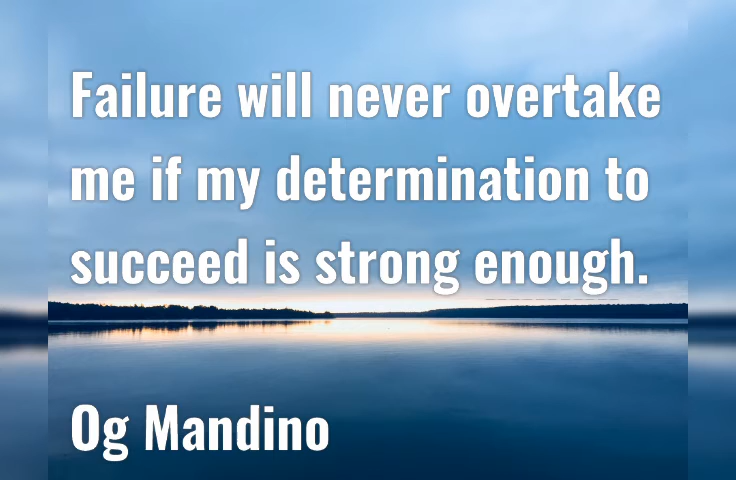 Failure will never overtake
me if my determination to
succeed is strong enough.
Og Mandino